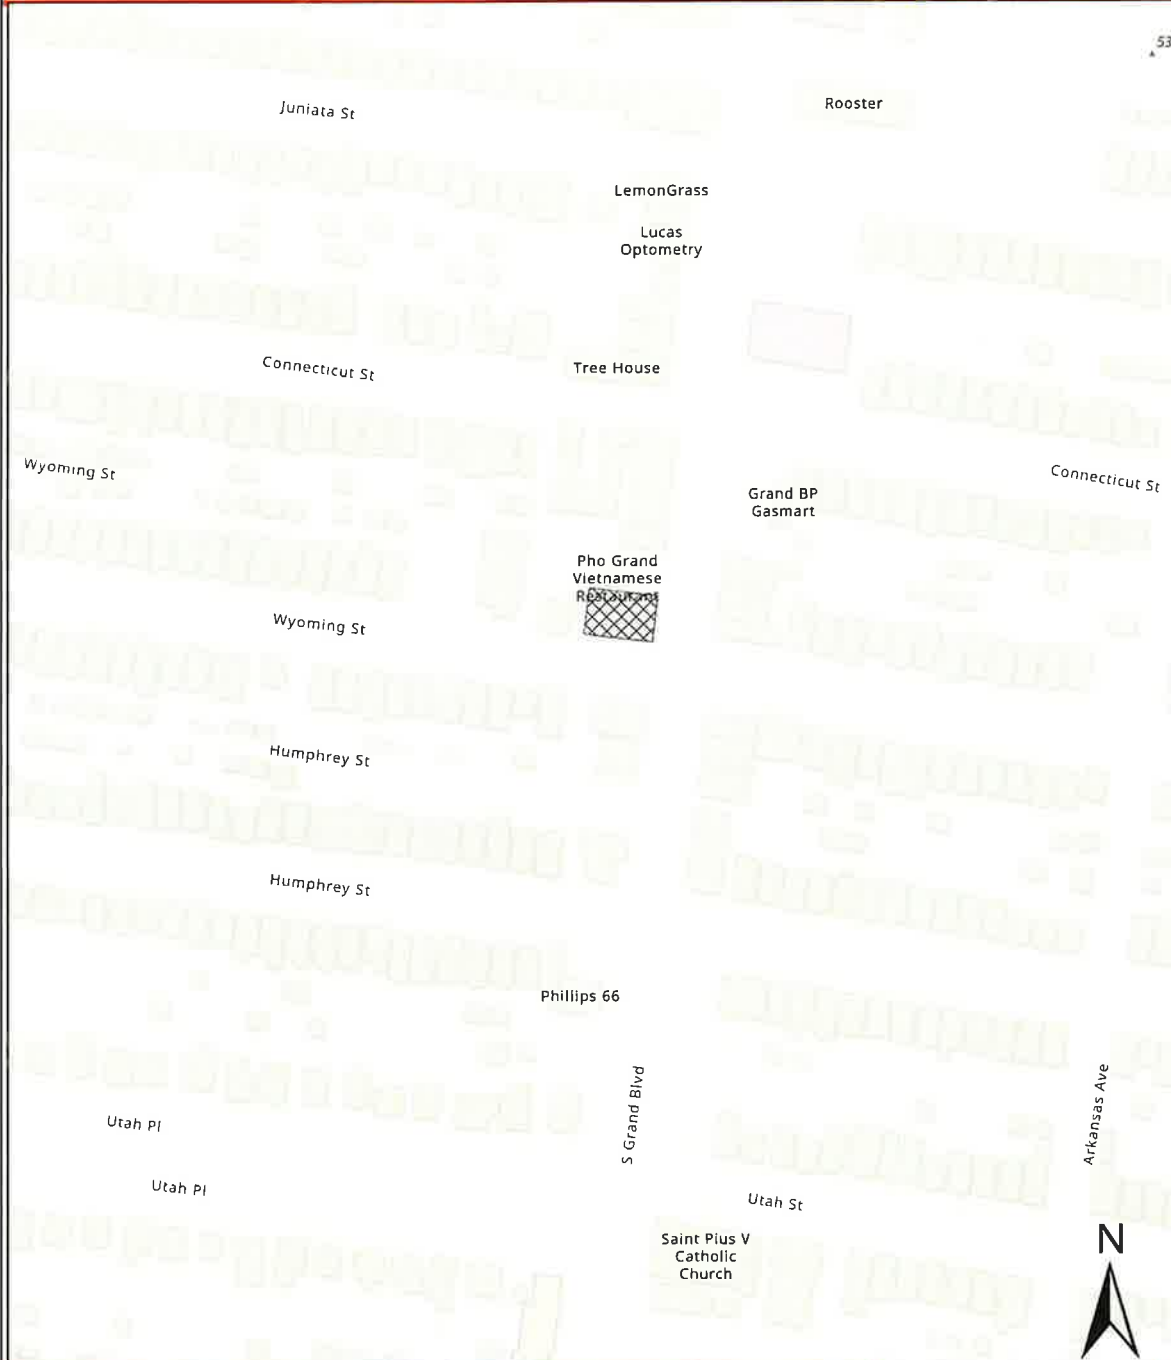 53
Juniata St
Rooster
LemonGrass
Lucas
Optometry
Connecticut St
Tree House
Wyoming St
Connecticut St
Grand BP
Gasmart
Pho Grand
Vietnamese
Restaurant
Wyoming St
Humphrey St
Humphrey St
Phillips 66
S Grand Blvd
Arkansas Ave
Utah Pl
Utah Pl
Utah St
Saint Pius V
Catholic
Church
N